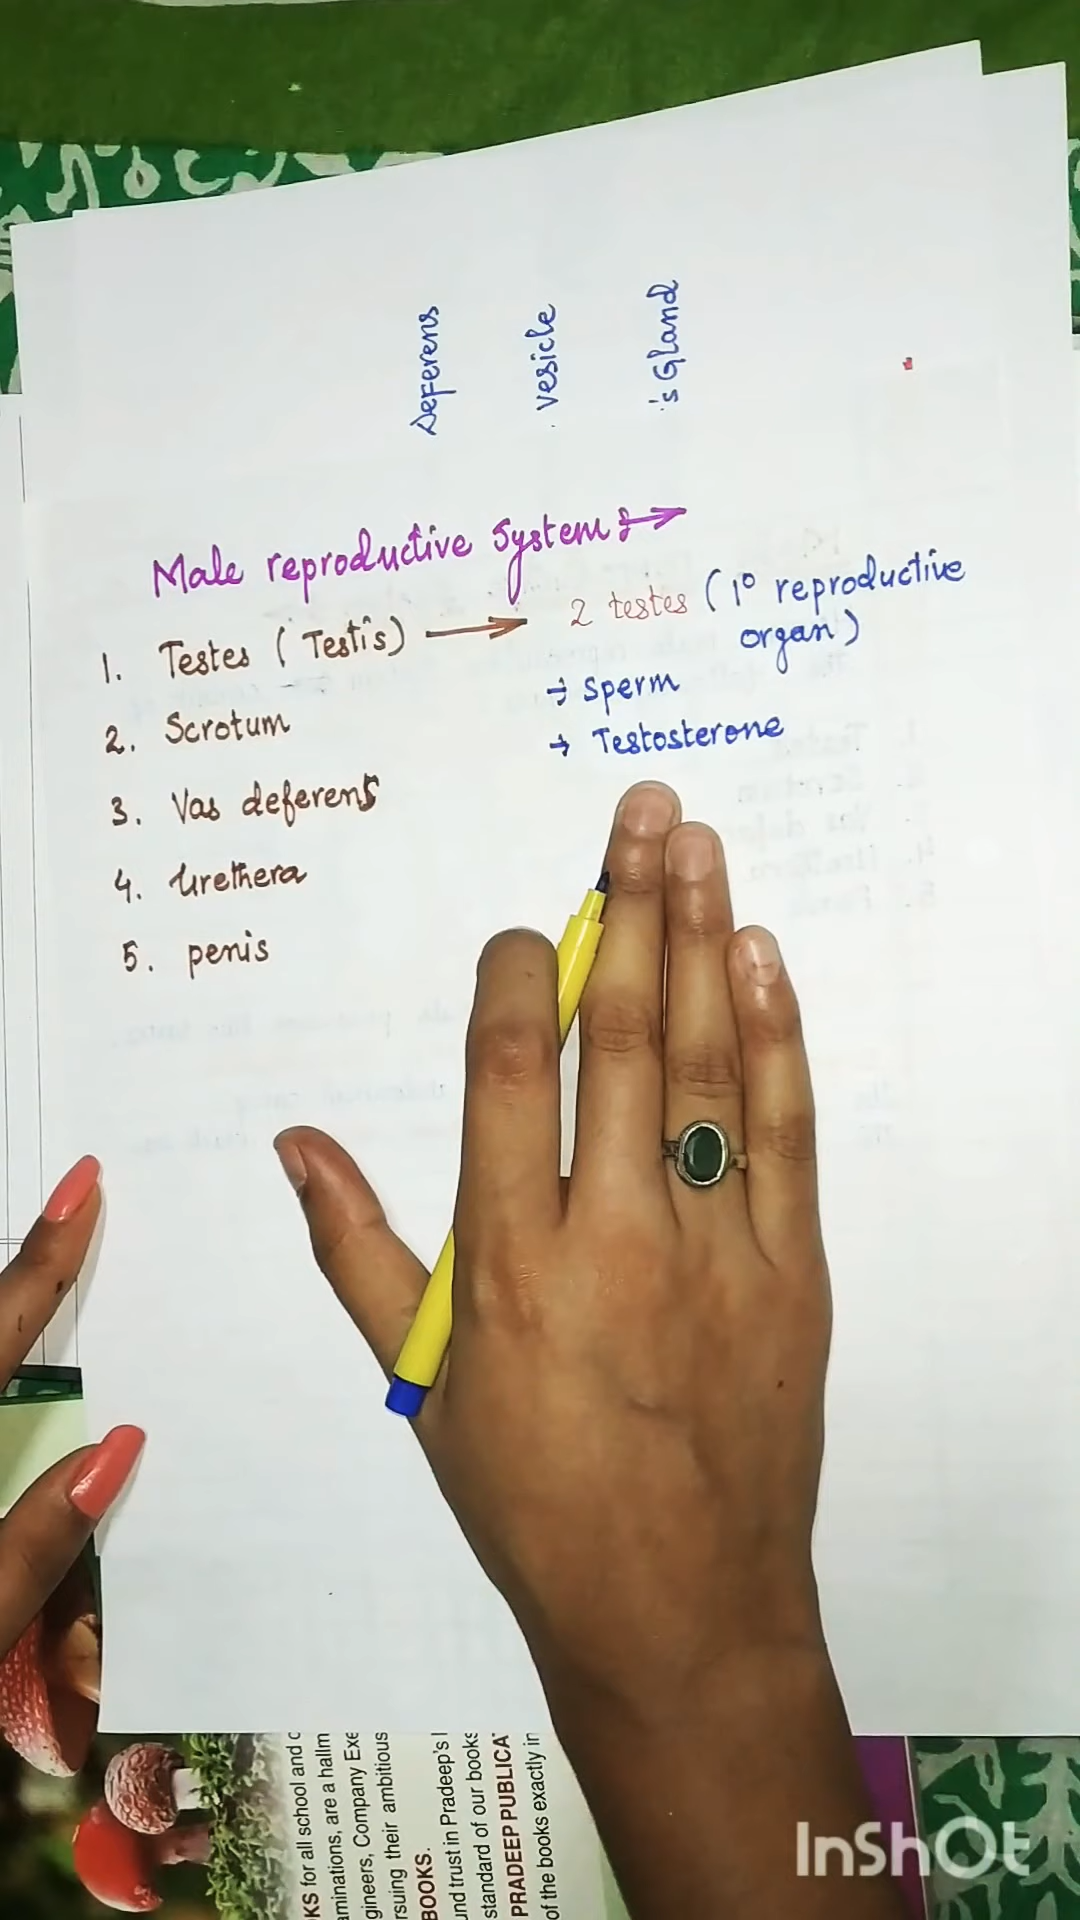 Deferens
vesicle
's Gland
Male reproductive system :→
1. Testes (Testis) → 2 testes (1° reproductive
organ)
→ sperm
→ Testosterone
2. Scrotum
3. Vas deferens
4. Urethera
5. penis
KS for all school and c
aminations, are a hallm
gineers, Company Exe
rsuing their ambitious
BOOKS.
und trust in Pradeep's
standard of our books
PRADEEP PUBLICAT
of the books exactly in
InShOt